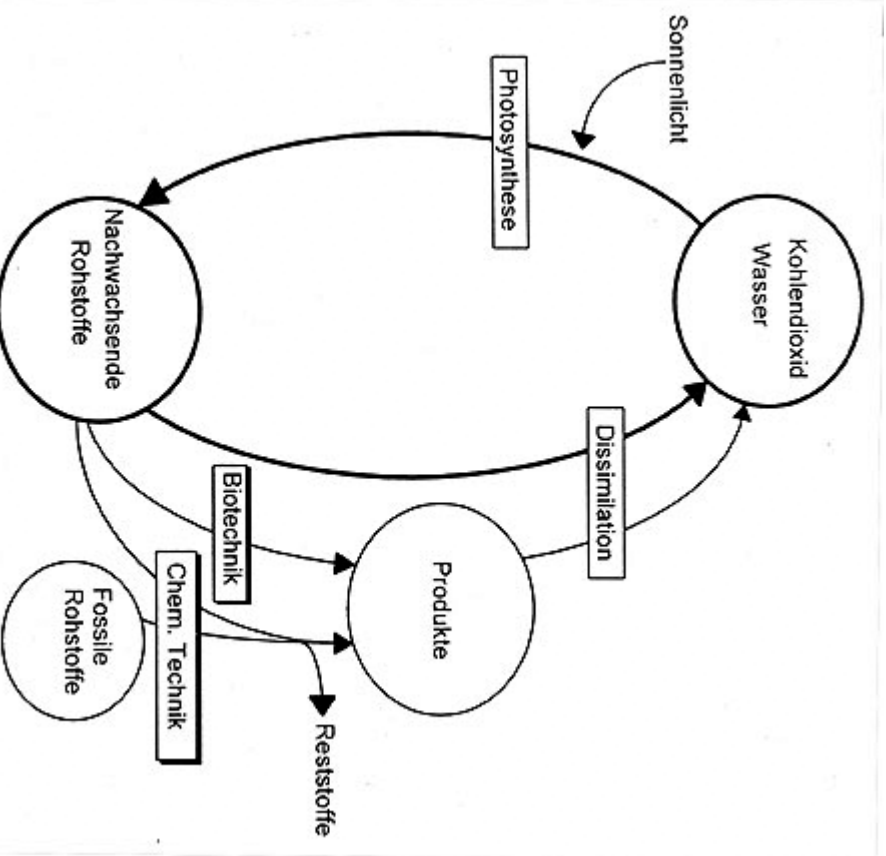 Kohlendioxid
Wasser
Sonnenlicht
Dissimilation
Photosynthese
Produkte
Reststoffe
Biotechnik
Chem. Technik
Nachwachsende
Rohstoffe
Fossile
Rohstoffe